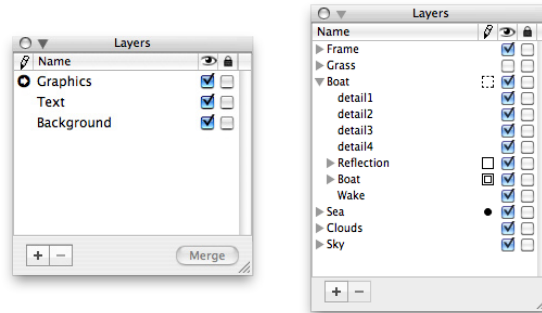 Layers
Name
Graphics
Text
Background
+ −
Merge
Layers
Name
Frame
Grass
Boat
detail1
detail2
detail3
detail4
Reflection
Boat
Wake
Sea
Clouds
Sky
+ −